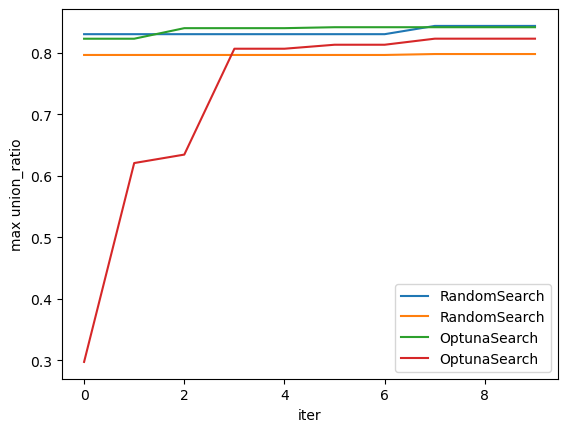 0.8
0.7
0.6
0.5
0.4
0.3
max union_ratio
0
2
4
6
8
iter
RandomSearch
RandomSearch
OptunaSearch
OptunaSearch